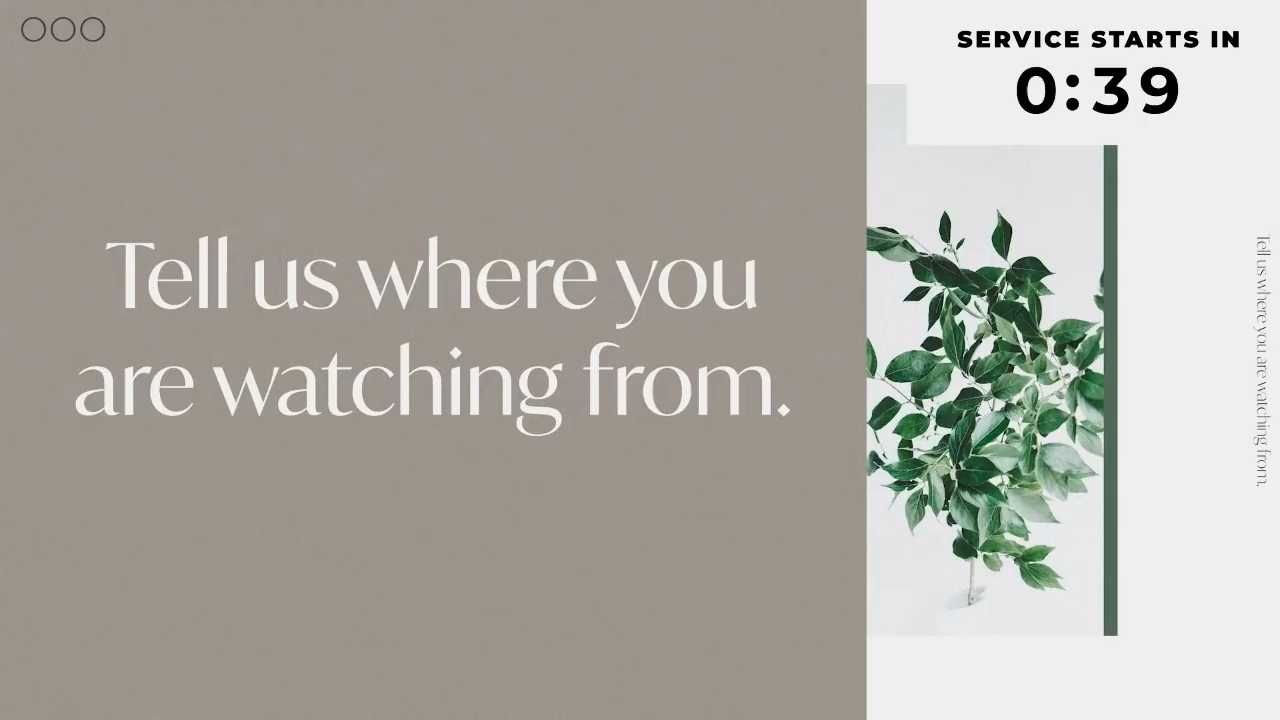 SERVICE STARTS IN
0:39
Tell us where you
are watching from.
Tell us where you are watching from.